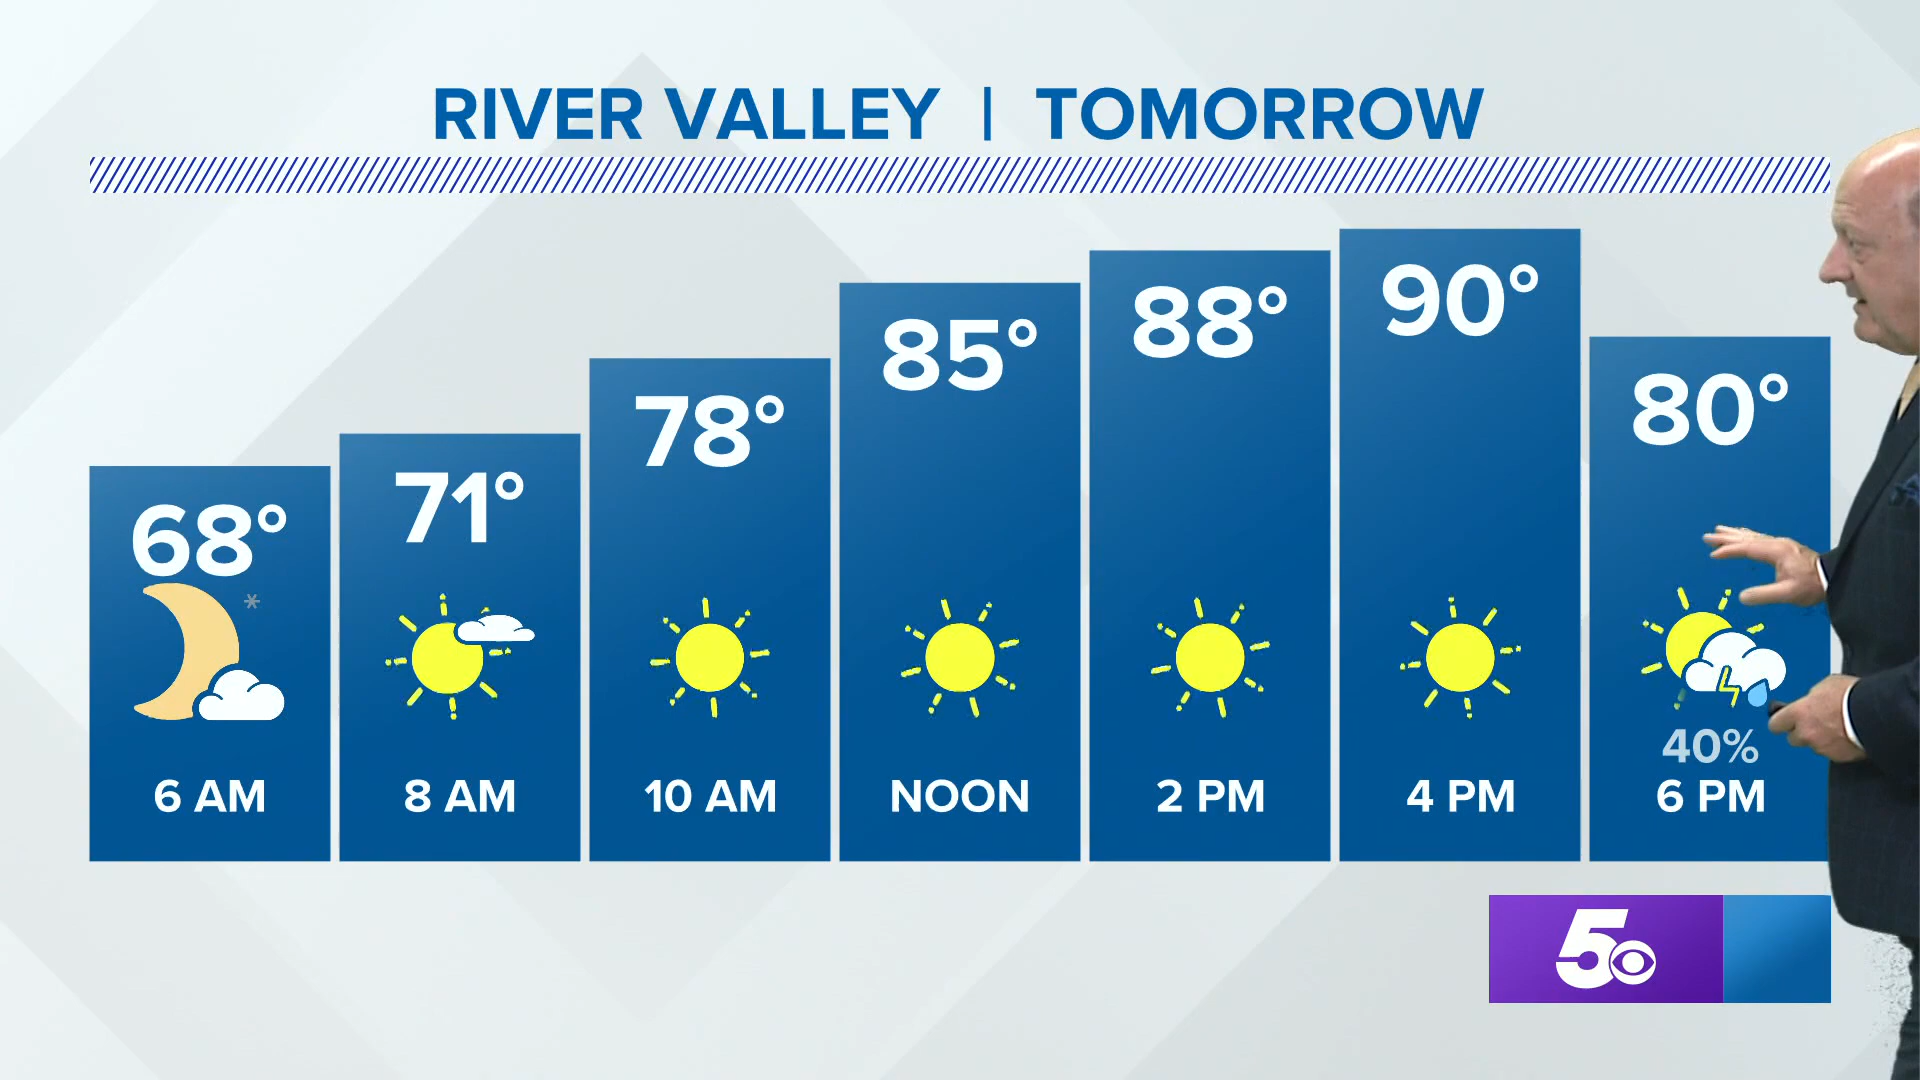 RIVER VALLEY | TOMORROW
68°
71°
78°
85°
88°
90°
80°
40%
6 AM
8 AM
10 AM
NOON
2 PM
4 PM
6 PM
5